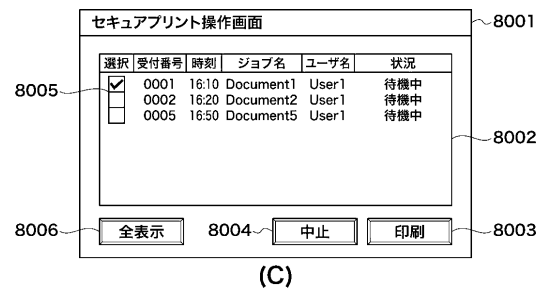 セキュアプリント操作画面
8001
選択 受付番号 時刻 ジョブ名 ユーザ名 状況
0001 16:10 Document1 User1 待機中
0002 16:20 Document2 User1 待機中
0005 16:50 Document5 User1 待機中
8005
8002
8006 全表示 8004 中止 印刷 8003
(C)